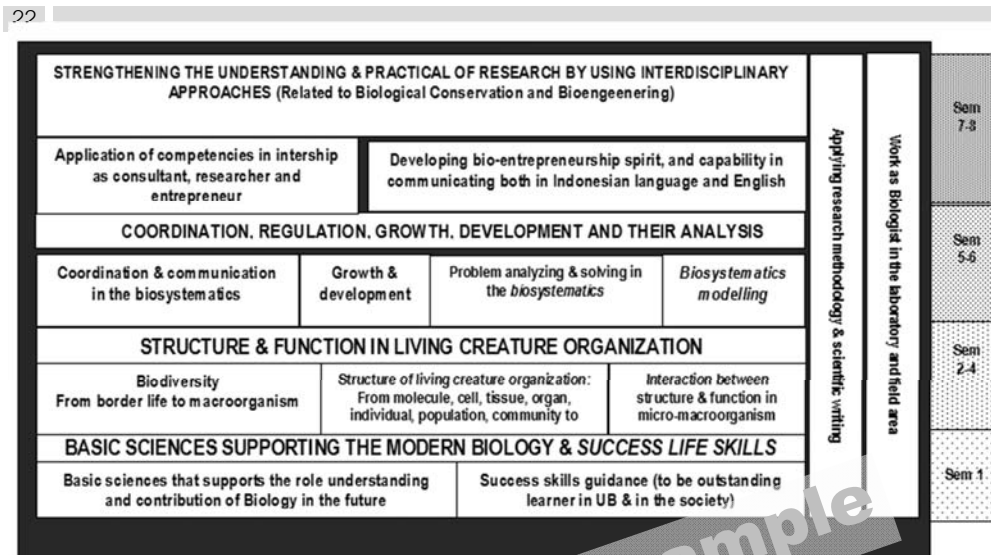 22
STRENGTHENING THE UNDERSTANDING & PRACTICAL OF RESEARCH BY USING INTERDISCIPLINARY
APPROACHES (Related to Biological Conservation and Bioengeenering)
Application of competencies in intership
as consultant, researcher and
entrepreneur
Developing bio-entrepreneurship spirit, and capability in
communicating both in Indonesian language and English
COORDINATION, REGULATION, GROWTH, DEVELOPMENT AND THEIR ANALYSIS
Coordination & communication
in the biosystematics
Growth &
development
Problem analyzing & solving in
the biosystematics
Biosystematics
modelling
STRUCTURE & FUNCTION IN LIVING CREATURE ORGANIZATION
Biodiversity
From border life to macroorganism
Structure of living creature organization:
From molecule, cell, tissue, organ,
individual, population, community to
Interaction between
structure & function in
micro-macroorganism
BASIC SCIENCES SUPPORTING THE MODERN BIOLOGY & SUCCESS LIFE SKILLS
Basic sciences that supports the role understanding
and contribution of Biology in the future
Success skills guidance (to be outstanding
learner in UB & in the society)
Applying research methodology & scientific writing
Work as Biologist in the laboratory and field area
Sem
7-8
Sem
5-6
Sem
2-4
Sem 1